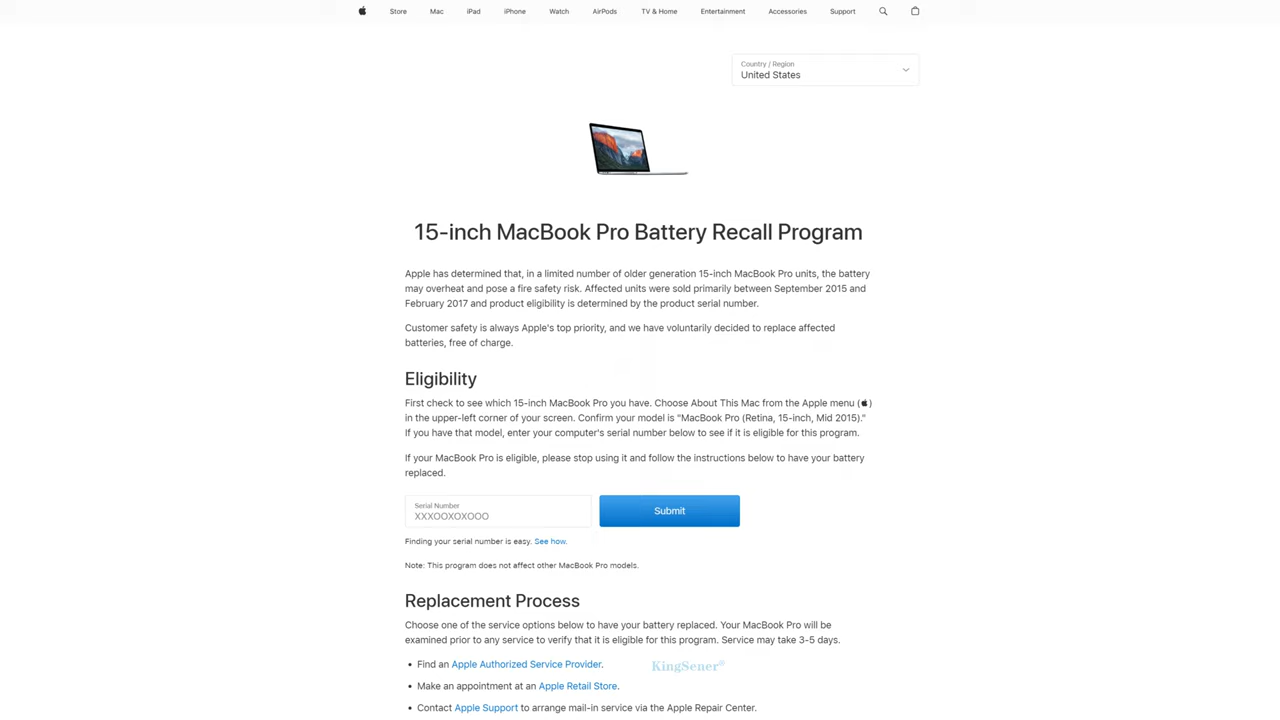 Store Mac iPad iPhone Watch AirPods TV & Home Entertainment Accessories Support
Country / Region
United States
15-inch MacBook Pro Battery Recall Program
Apple has determined that, in a limited number of older generation 15-inch MacBook Pro units, the battery
may overheat and pose a fire safety risk. Affected units were sold primarily between September 2015 and
February 2017 and product eligibility is determined by the product serial number.
Customer safety is always Apple's top priority, and we have voluntarily decided to replace affected
batteries, free of charge.
Eligibility
First check to see which 15-inch MacBook Pro you have. Choose About This Mac from the Apple menu ()
in the upper-left corner of your screen. Confirm your model is "MacBook Pro (Retina, 15-inch, Mid 2015)."
If you have that model, enter your computer's serial number below to see if it is eligible for this program.
If your MacBook Pro is eligible, please stop using it and follow the instructions below to have your battery
replaced.
Serial Number
XXXOOXOXOOO
Submit
Finding your serial number is easy. See how.
Note: This program does not affect other MacBook Pro models.
Replacement Process
Choose one of the service options below to have your battery replaced. Your MacBook Pro will be
examined prior to any service to verify that it is eligible for this program. Service may take 3-5 days.
• Find an Apple Authorized Service Provider.
KingSener®
• Make an appointment at an Apple Retail Store.
• Contact Apple Support to arrange mail-in service via the Apple Repair Center.